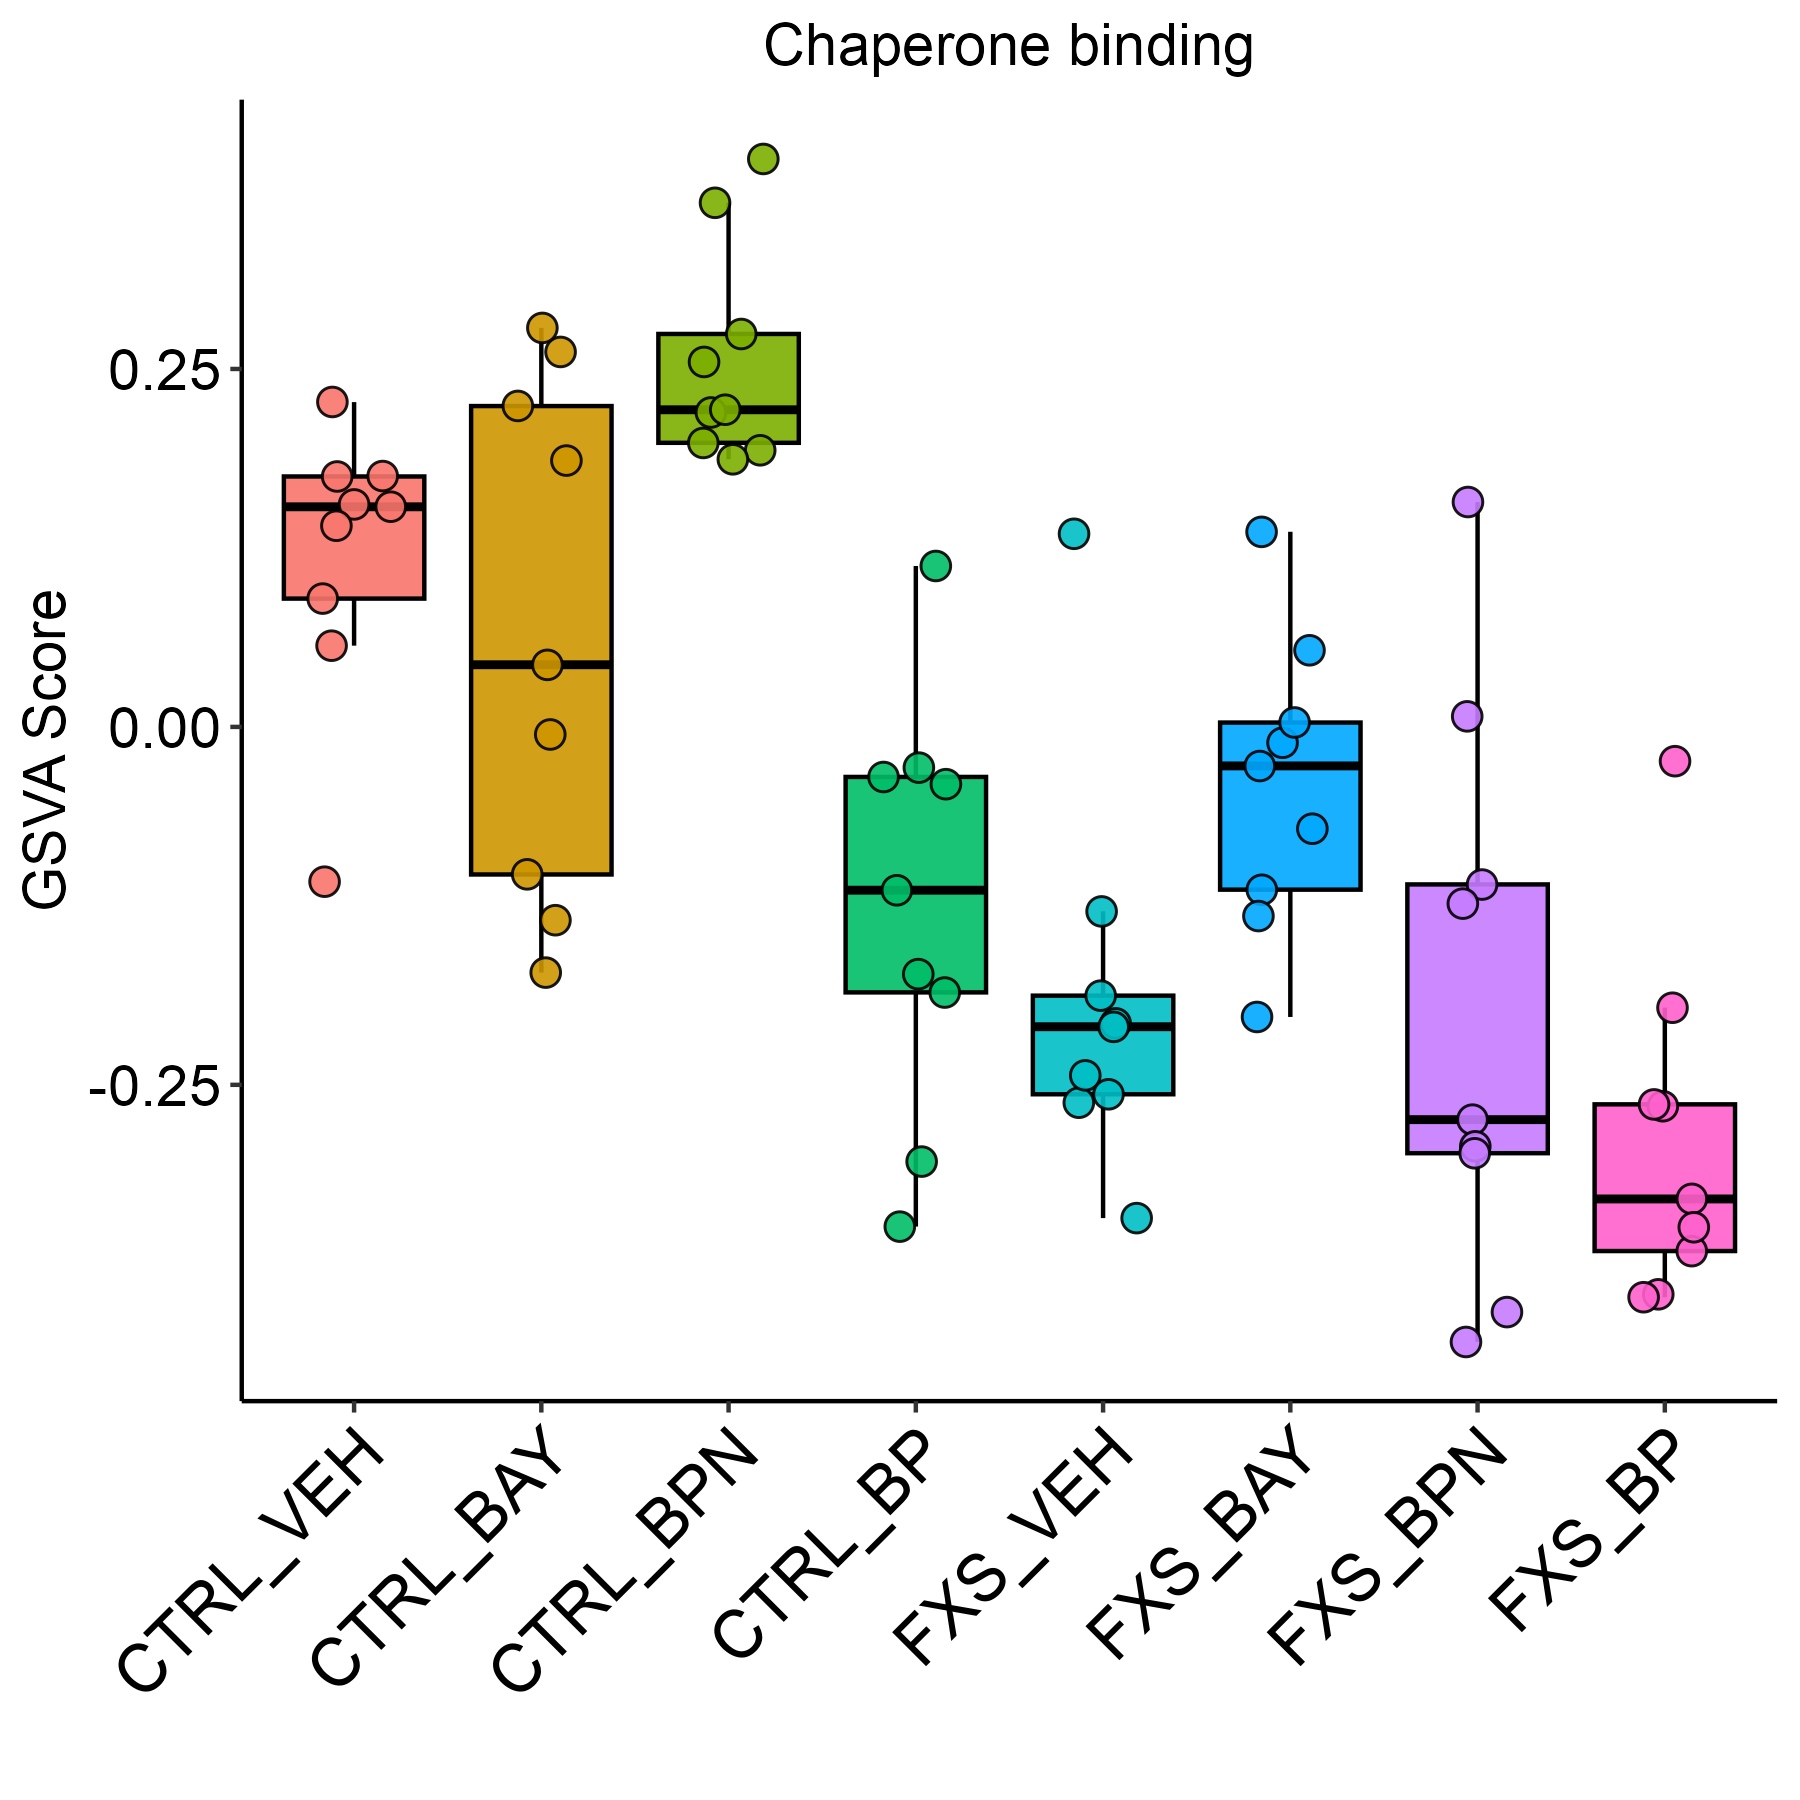 Chaperone binding
GSVA Score
0.25
0.00
-0.25
CTRL_VEH
CTRL_BAY
CTRL_BPN
CTRL_BP
FXS_VEH
FXS_BAY
FXS_BPN
FXS_BP